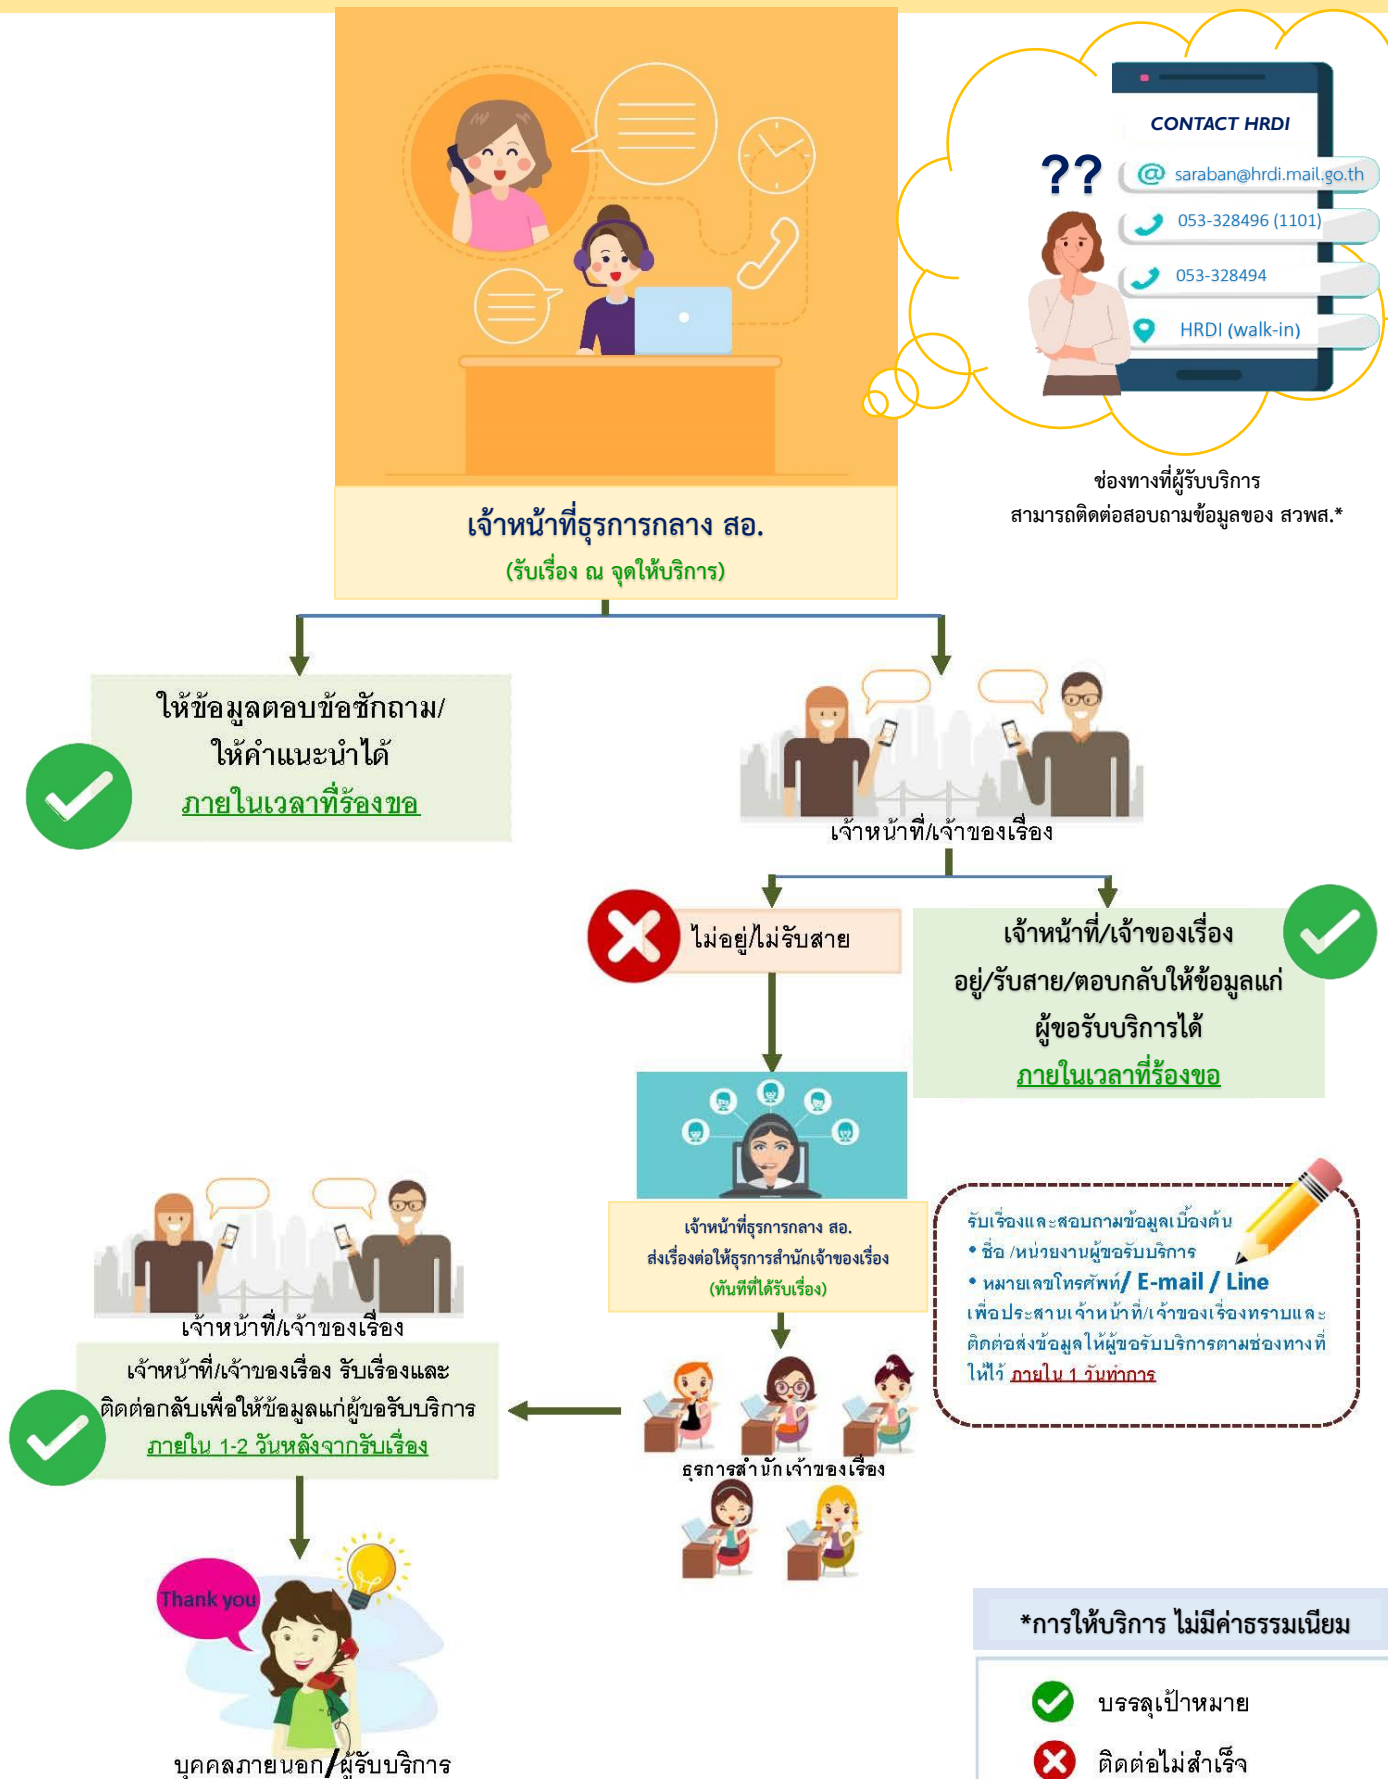 CONTACT HRDI
??
saraban@hrdi.mail.go.th
053-328496 (1101)
053-328494
HRDI (walk-in)
ช่องทางที่ผู้รับบริการ
สามารถติดต่อสอบถามข้อมูลของ สวพส.*
เจ้าหน้าที่ธุรการกลาง สอ.
(รับเรื่อง ณ จุดให้บริการ)
ให้ข้อมูลตอบข้อซักถาม/
ให้คำแนะนำได้
ภายในเวลาที่ร้องขอ
เจ้าหน้าที่/เจ้าของเรื่อง
ไม่อยู่/ไม่รับสาย
เจ้าหน้าที่/เจ้าของเรื่อง
อยู่/รับสาย/ตอบกลับให้ข้อมูลแก่
ผู้ขอรับบริการได้
ภายในเวลาที่ร้องขอ
เจ้าหน้าที่ธุรการกลาง สอ.
ส่งเรื่องต่อให้ธุรการสำนักเจ้าของเรื่อง
(ทันทีที่ได้รับเรื่อง)
รับเรื่องและสอบถามข้อมูลเบื้องต้น
• ชื่อ /หน่วยงานผู้ขอรับบริการ
• หมายเลขโทรศัพท์/ E-mail / Line
เพื่อประสานเจ้าหน้าที่/เจ้าของเรื่องทราบและ
ติดต่อส่งข้อมูลให้ผู้ขอรับบริการตามช่องทางที่
ให้ไว้ ภายใน 1 วันทำการ
เจ้าหน้าที่/เจ้าของเรื่อง
เจ้าหน้าที่/เจ้าของเรื่อง รับเรื่องและ
ติดต่อกลับเพื่อให้ข้อมูลแก่ผู้ขอรับบริการ
ภายใน 1-2 วันหลังจากรับเรื่อง
ธุรการสำนักเจ้าของเรื่อง
Thank you
บุคคลภายนอก/ผู้รับบริการ
*การให้บริการ ไม่มีค่าธรรมเนียม
บรรลุเป้าหมาย
ติดต่อไม่สำเร็จ